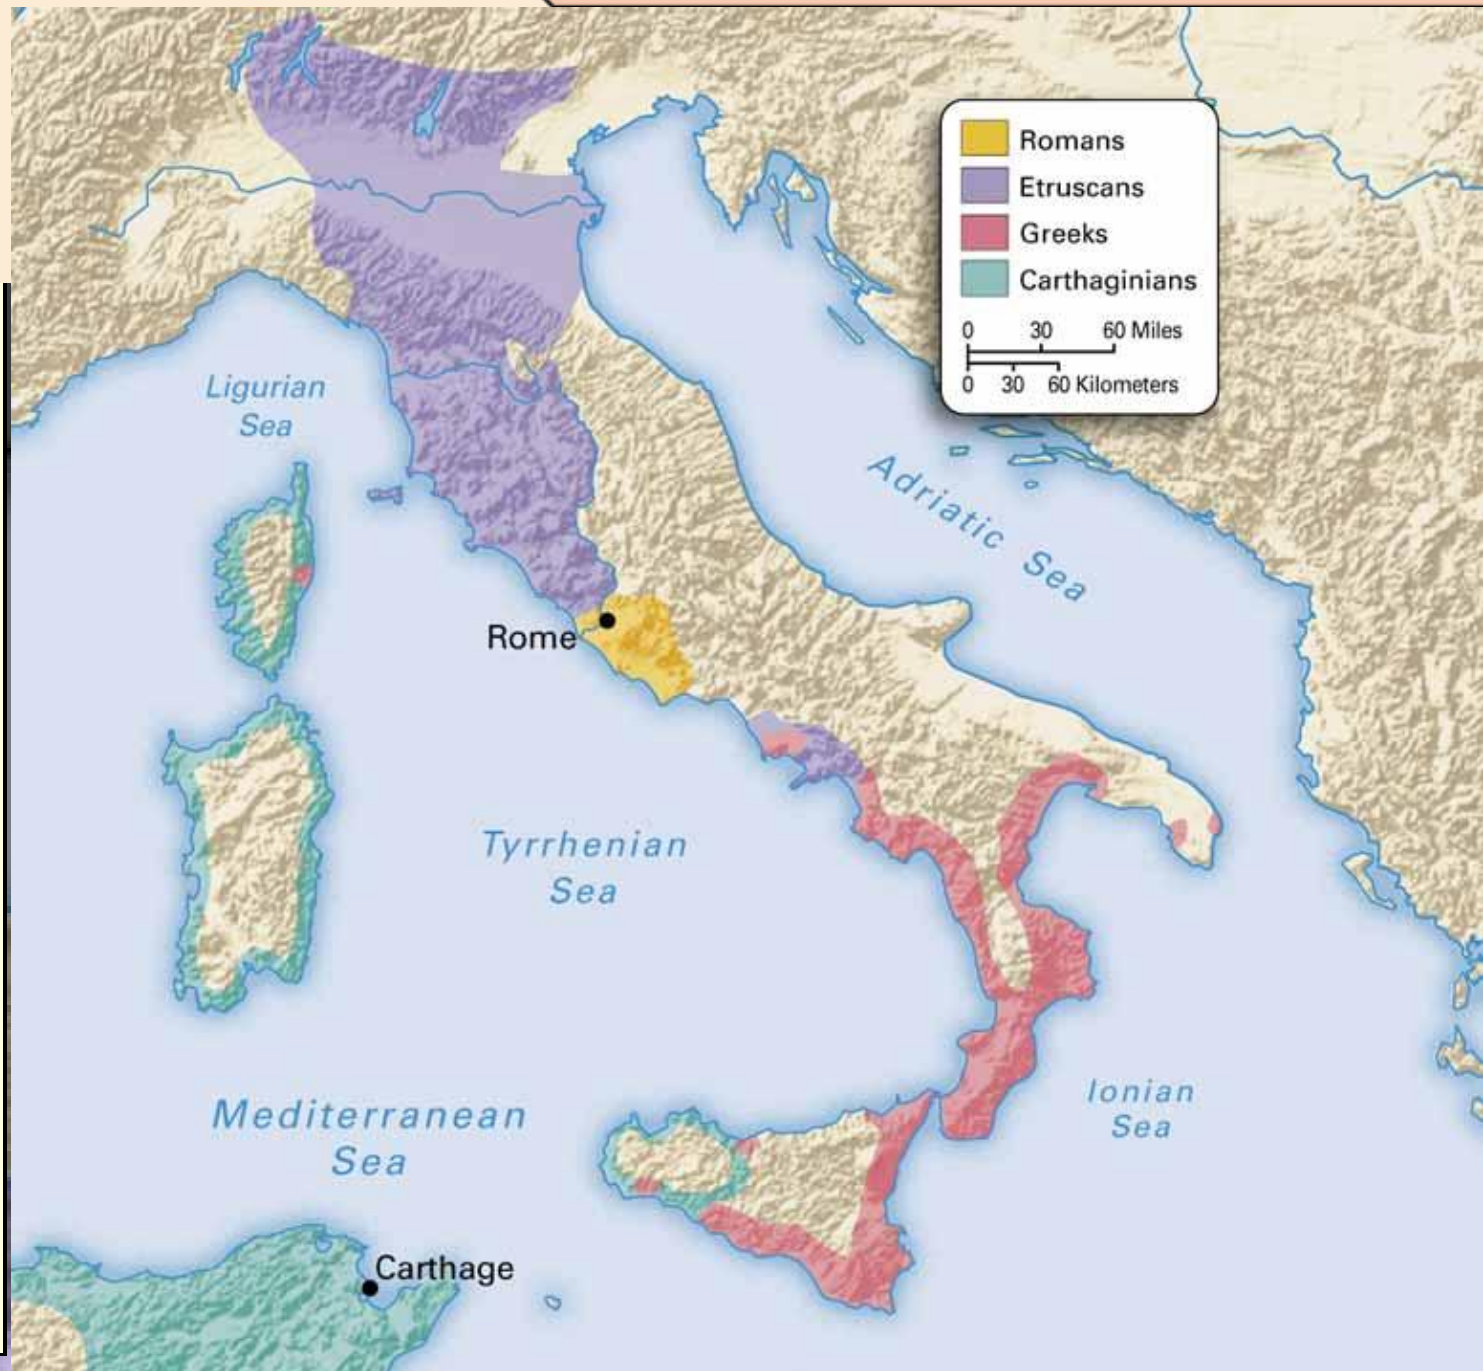 Romans
Etruscans
Greeks
Carthaginians
0 30 60 Miles
0 30 60 Kilometers
Ligurian
Sea
Adriatic Sea
Rome
Tyrrhenian
Sea
Ionian
Sea
Mediterranean
Sea
Carthage